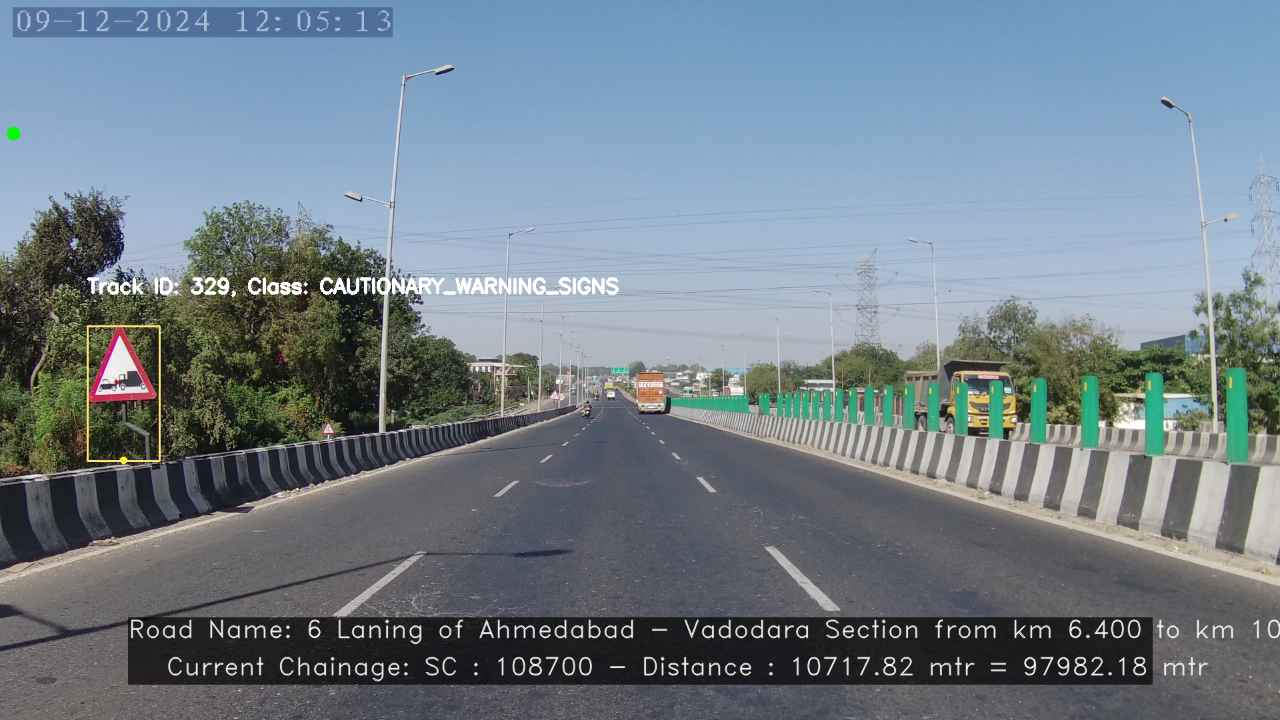 09-12-2024 12:05:13
Track ID: 329, Class: CAUTIONARY_WARNING_SIGNS
Road Name: 6 Laning of Ahmedabad - Vadodara Section from km 6.400 to km 10
Current Chainage: SC : 108700 - Distance : 10717.82 mtr = 97982.18 mtr